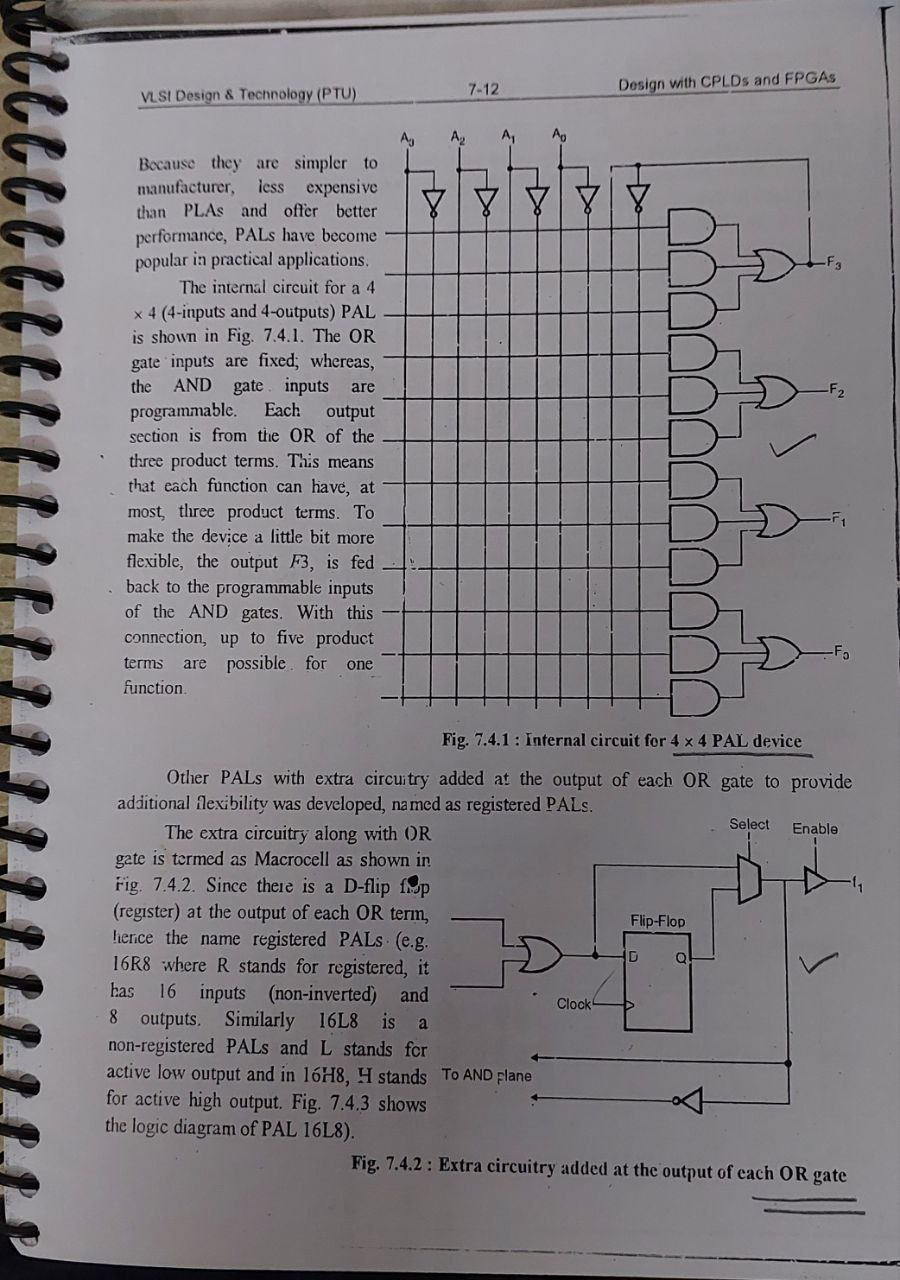 VLSI Design & Technology (PTU) 7-12 Design with CPLDs and FPGAs
Because they are simpler to
manufacturer, less expensive
than PLAs and offer better
performance, PALs have become
popular in practical applications.
The internal circuit for a 4
× 4 (4-inputs and 4-outputs) PAL
is shown in Fig. 7.4.1. The OR
gate inputs are fixed; whereas,
the AND gate inputs are
programmable. Each output
section is from the OR of the
three product terms. This means
that each function can have, at
most, three product terms. To
make the device a little bit more
flexible, the output F3, is fed
back to the programmable inputs
of the AND gates. With this
connection, up to five product
terms are possible for one
function.
A₃ A₂ A₁ A₀
F₃
F₂
F₁
F₀
Fig. 7.4.1 : Internal circuit for 4 × 4 PAL device
Other PALs with extra circuitry added at the output of each OR gate to provide
additional flexibility was developed, named as registered PALs.
The extra circuitry along with OR
gate is termed as Macrocell as shown in
Fig. 7.4.2. Since there is a D-flip flop
(register) at the output of each OR term,
hence the name registered PALs (e.g.
16R8 where R stands for registered, it
has 16 inputs (non-inverted) and
8 outputs. Similarly 16L8 is a
non-registered PALs and L stands for
active low output and in 16H8, H stands
for active high output. Fig. 7.4.3 shows
the logic diagram of PAL 16L8).
Select Enable
f₁
Flip-Flop
D Q
Clock
To AND plane
Fig. 7.4.2 : Extra circuitry added at the output of each OR gate